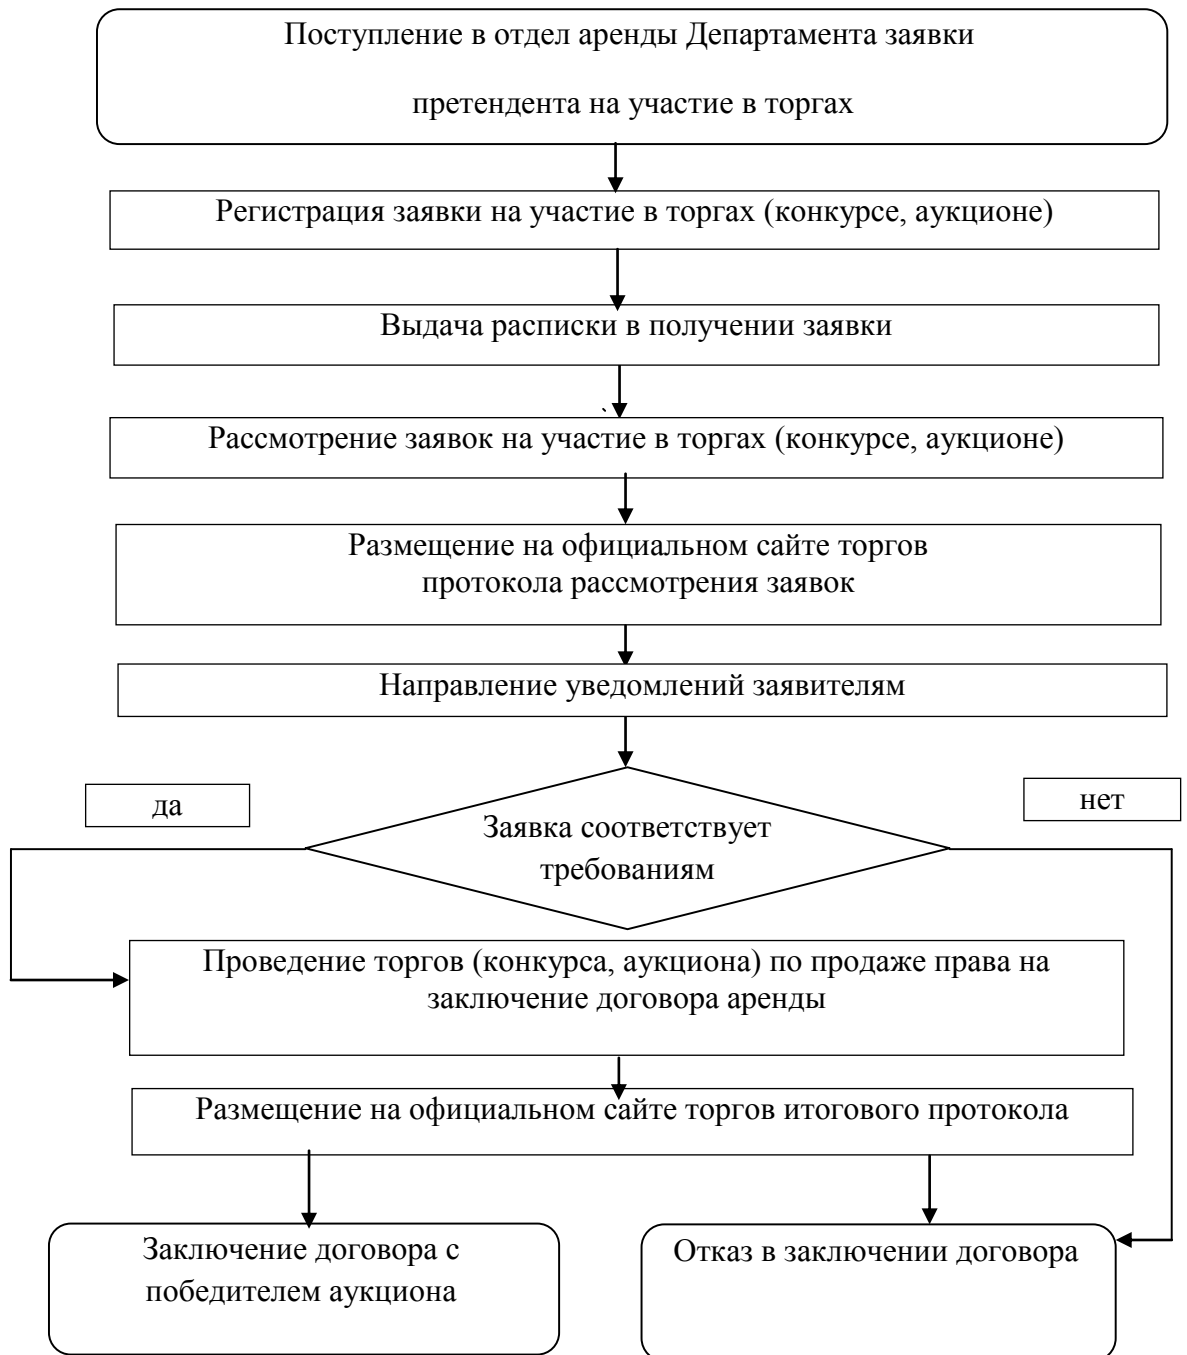 Поступление в отдел аренды Департамента заявки
претендента на участие в торгах
Регистрация заявки на участие в торгах (конкурсе, аукционе)
Выдача расписки в получении заявки
Рассмотрение заявок на участие в торгах (конкурсе, аукционе)
Размещение на официальном сайте торгов
протокола рассмотрения заявок
Направление уведомлений заявителям
да
нет
Заявка соответствует
требованиям
Проведение торгов (конкурса, аукциона) по продаже права на
заключение договора аренды
Размещение на официальном сайте торгов итогового протокола
Заключение договора с
победителем аукциона
Отказ в заключении договора